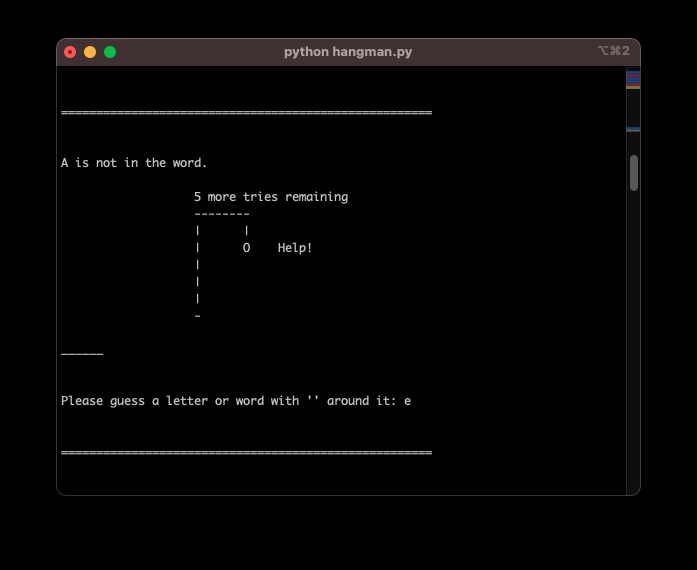 python hangman.py ⌥⌘2
=====================================================
A is not in the word.
5 more tries remaining
--------
|      |
|      O    Help!
|
|
|
-
______
Please guess a letter or word with '' around it: e
=====================================================